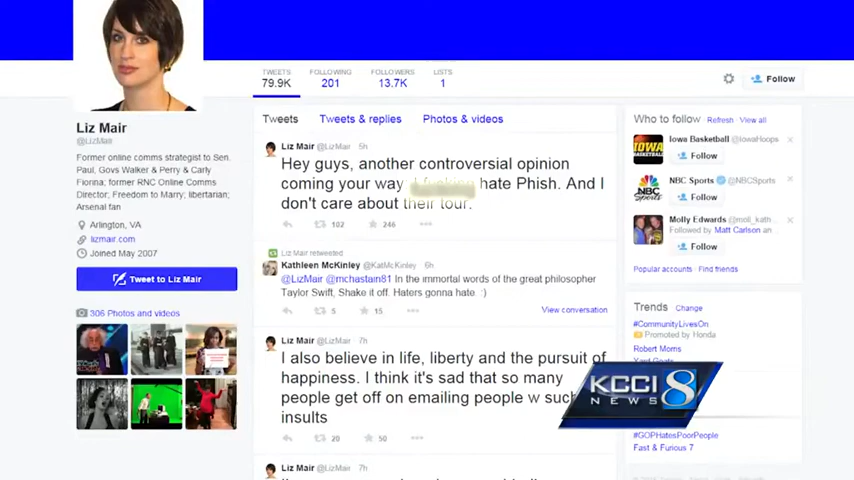 TWEETS FOLLOWING FOLLOWERS LISTS
79.9K 201 13.7K 1
Follow
Liz Mair
@LizMair
Former online comms strategist to Sen.
Paul, Govs Walker & Perry & Carly
Fiorina; former RNC Online Comms
Director; Freedom to Marry; libertarian;
Arsenal fan
Arlington, VA
lizmair.com
Joined May 2007
Tweet to Liz Mair
306 Photos and videos
Tweets Tweets & replies Photos & videos
Liz Mair @LizMair 5h
Hey guys, another controversial opinion
coming your way I hate Phish. And I
don't care about their tour.
102 246
Liz Mair retweeted
Kathleen McKinley @KatMcKinley 6h
@LizMair @mchastain81 In the immortal words of the great philosopher
Taylor Swift, Shake it off. Haters gonna hate :)
5 15
View conversation
Liz Mair @LizMair 7h
I also believe in life, liberty and the pursuit of
happiness. I think it's sad that so many
people get off on emailing people w such
insults
20 50
Liz Mair @LizMair 7h
Who to follow Refresh View all
Iowa Basketball @IowaHoops
Follow
NBC Sports @NBCSports
Follow
Molly Edwards @moll_kath
Followed by Matt Carlson an
Follow
Popular accounts Find friends
Trends Change
#CommunityLivesOn
Promoted by Honda
Robert Moms
Yard Goats
#GOPHatesPoorPeople
Fast & Furious 7
KCCI 8
NEWS